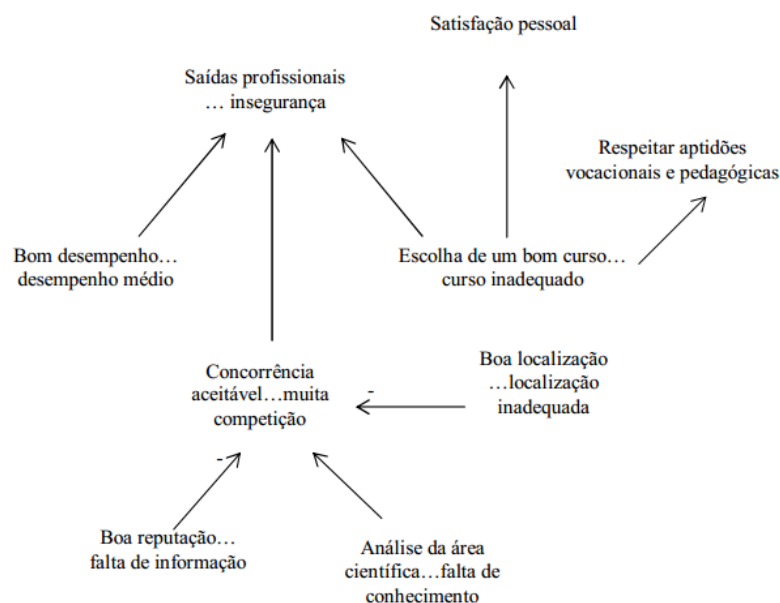 Satisfação pessoal
Saídas profissionais
… insegurança
Respeitar aptidões
vocacionais e pedagógicas
Bom desempenho…
desempenho médio
Escolha de um bom curso…
curso inadequado
Concorrência
aceitável…muita
competição
-
Boa localização
…localização
inadequada
-
Boa reputação…
falta de informação
Análise da área
científica…falta de
conhecimento